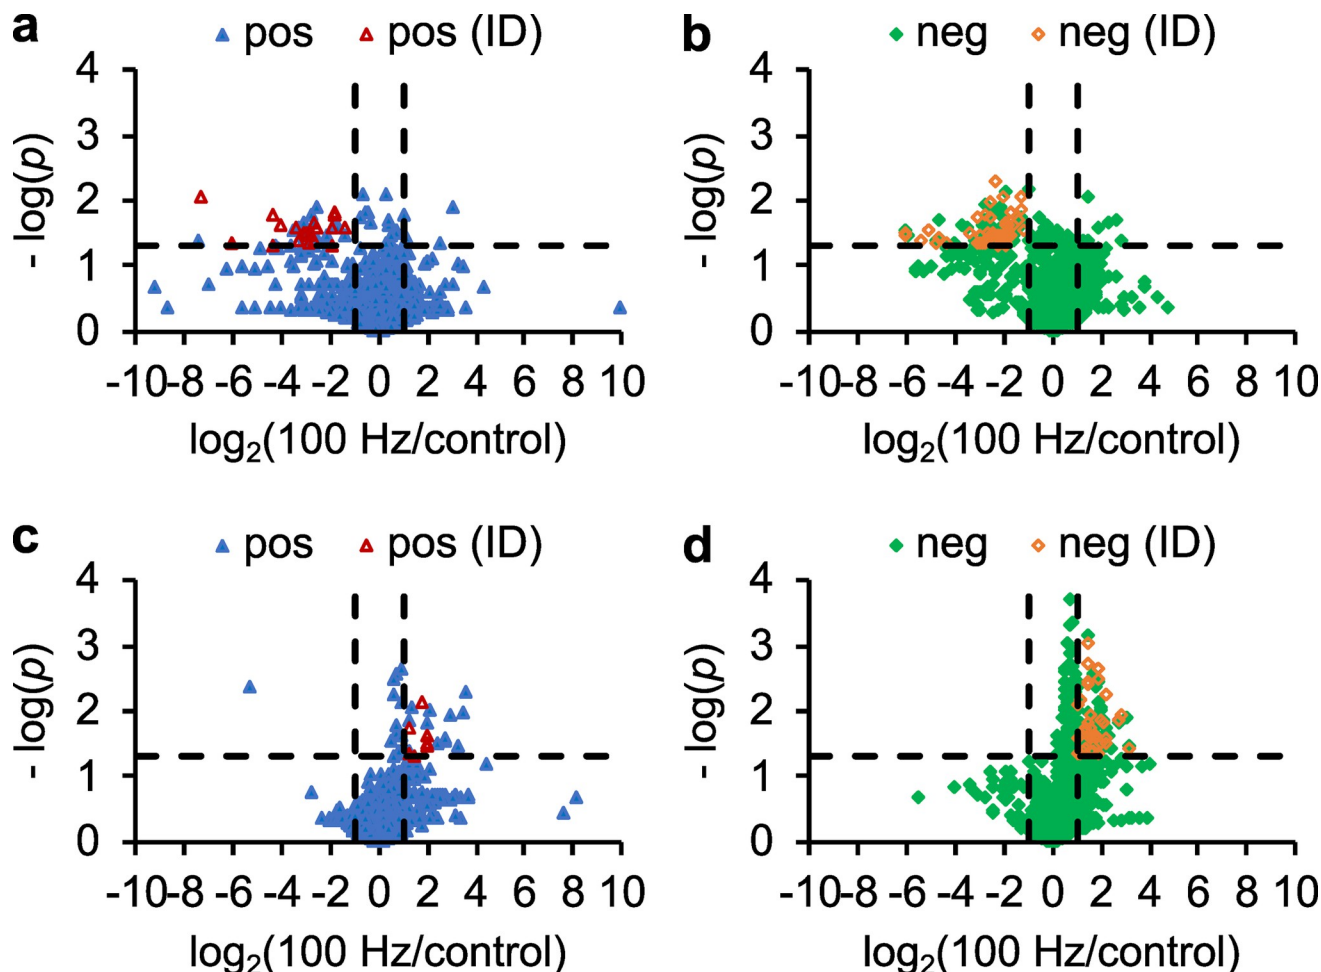 a
pos
pos (ID)
4
3
2
1
0
- log(p)
-10 -8 -6 -4 -2 0 2 4 6 8 10
log2(100 Hz/control)
b
neg
neg (ID)
4
3
2
1
0
- log(p)
-10 -8 -6 -4 -2 0 2 4 6 8 10
log2(100 Hz/control)
c
pos
pos (ID)
4
3
2
1
0
- log(p)
-10 -8 -6 -4 -2 0 2 4 6 8 10
log2(100 Hz/control)
d
neg
neg (ID)
4
3
2
1
0
- log(p)
-10 -8 -6 -4 -2 0 2 4 6 8 10
log2(100 Hz/control)